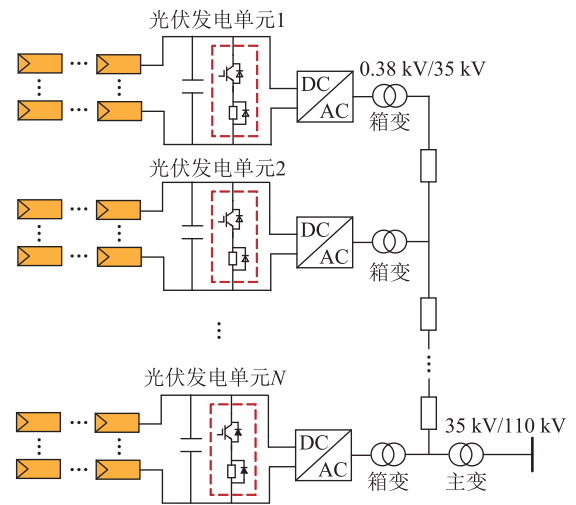 光伏发电单元1
DC
AC
0.38 kV/35 kV
箱变
光伏发电单元2
DC
AC
箱变
光伏发电单元N
DC
AC
箱变
35 kV/110 kV
主变